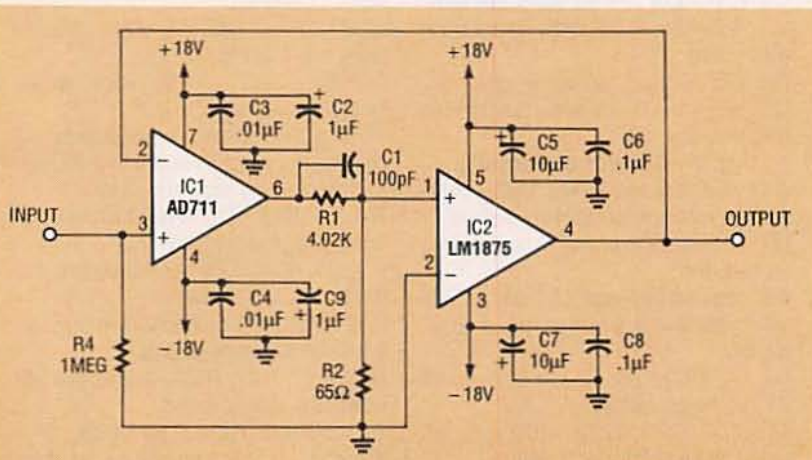 +18V
C3
.01µF
+
C2
1µF
7
2
−
IC1
AD711
6
C1
100pF
R1
4.02K
INPUT
3
+
4
C4
.01µF
+
C9
1µF
−18V
R4
1MEG
R2
65Ω
+18V
+
C5
10µF
C6
.1µF
5
1
+
IC2
LM1875
4
OUTPUT
2
−
3
C7
10µF
+
C8
.1µF
−18V